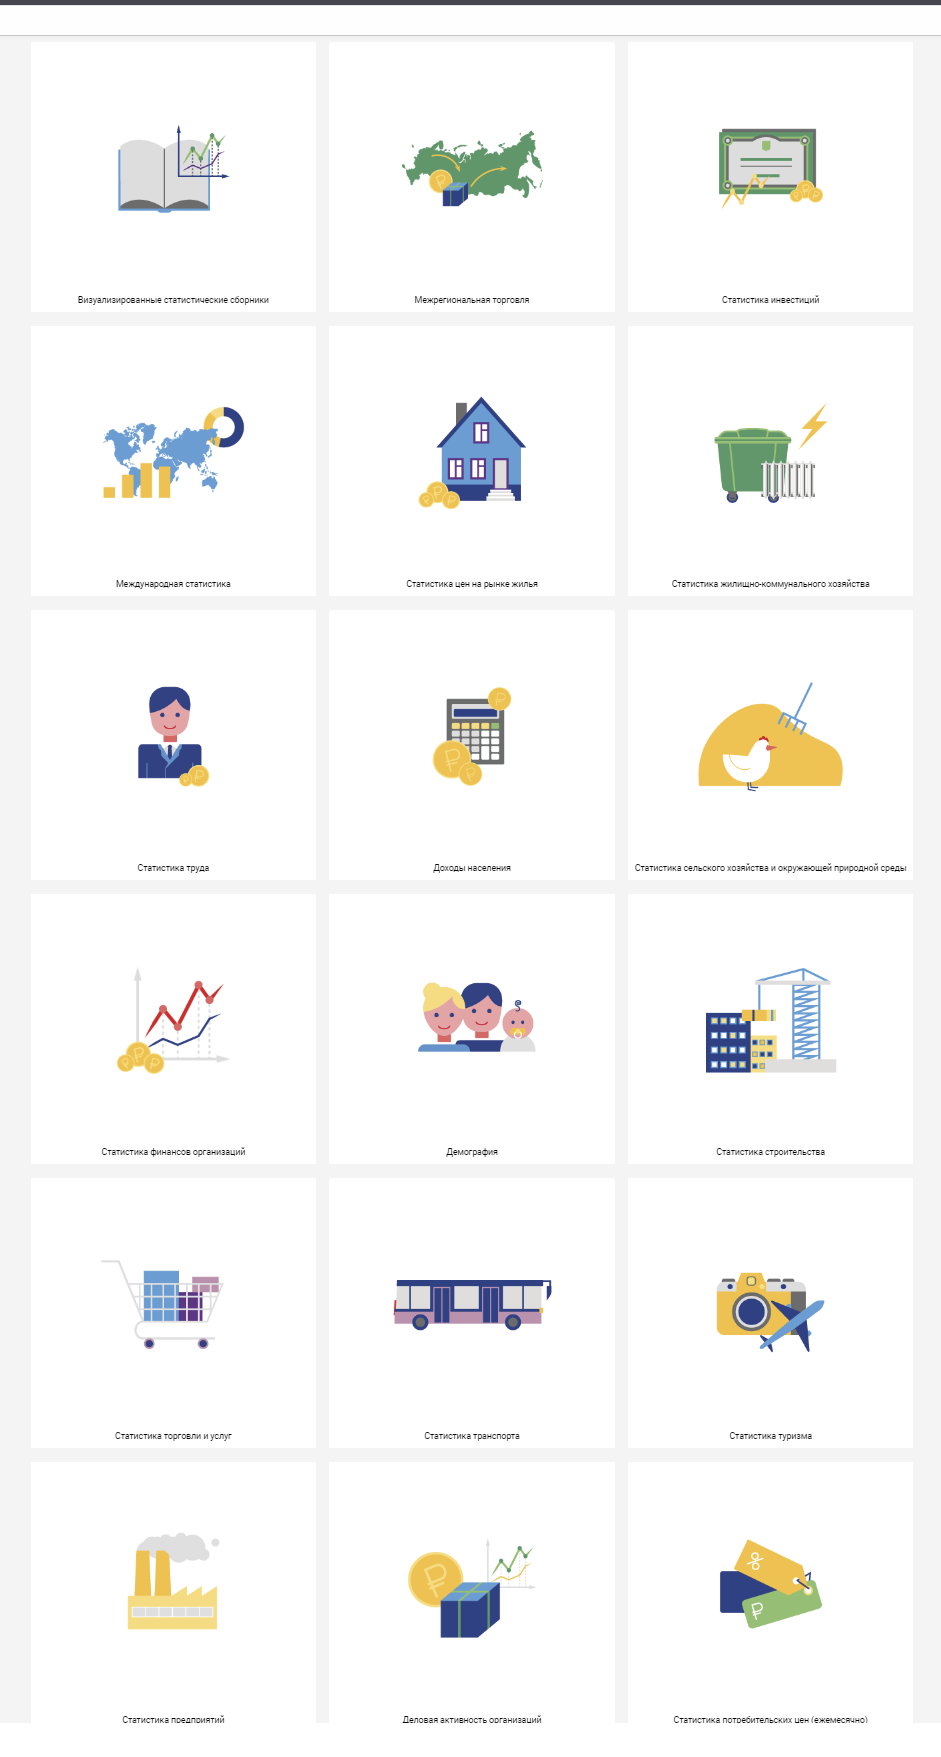 Визуализированные статистические сборники
Межрегиональная торговля
Статистика инвестиций
Международная статистика
Статистика цен на рынке жилья
Статистика жилищно-коммунального хозяйства
Статистика труда
Доходы населения
Статистика сельского хозяйства и окружающей природной среды
Статистика финансов организаций
Демография
Статистика строительства
Статистика торговли и услуг
Статистика транспорта
Статистика туризма
Статистика предприятий
Деловая активность организаций
Статистика потребительских цен (ежемесячно)